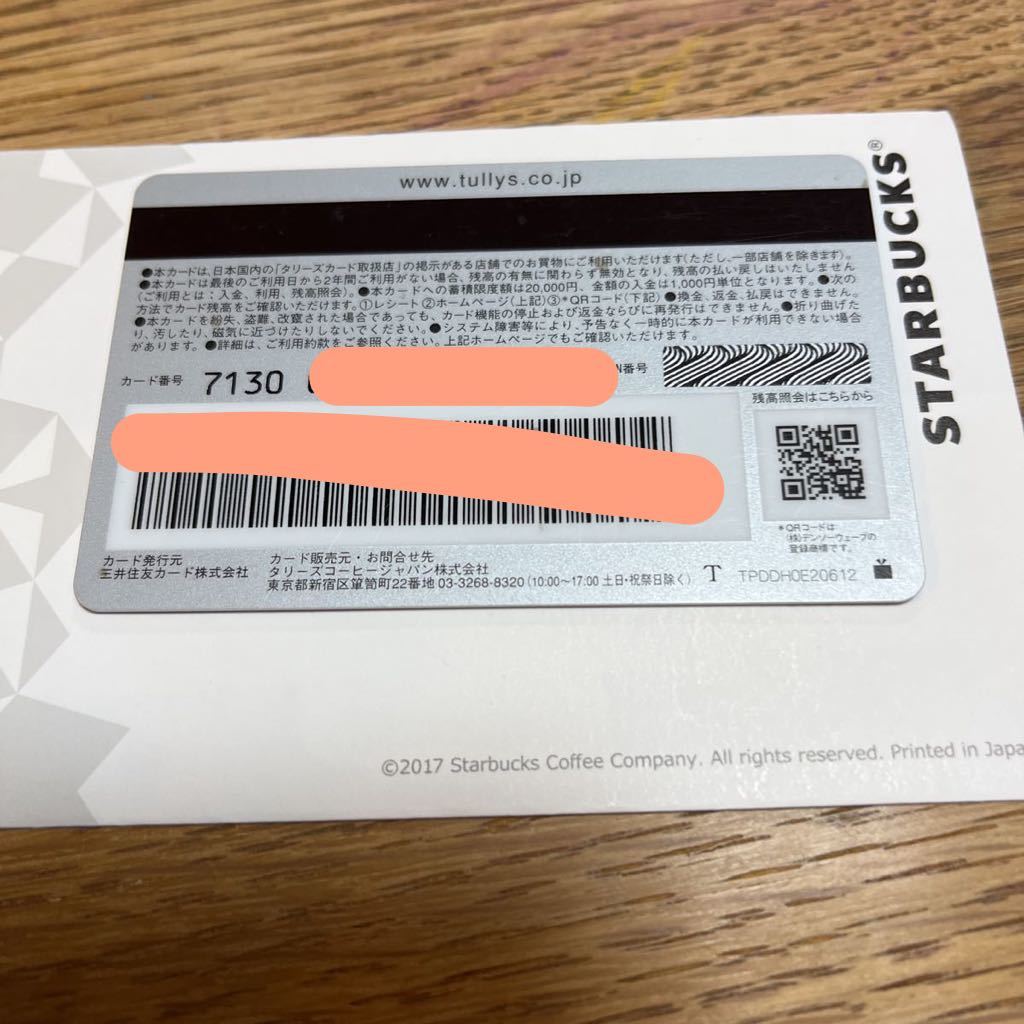 www.tullys.co.jp
●本カードは、日本国内の「タリーズカード取扱店」の掲示がある店舗でのお買物にご利用いただけます(ただし、一部店舗を除きます)。
●本カードは最後のご利用日から2年間ご利用がない場合、残高の有無に関わらず無効となり、残高の払い戻しはいたしません
(ご利用とは:入金、利用、残高照会)。●本カードへの蓄積限度額は20,000円、金額の入金は1,000円単位となります。●次の
方法でカード残高をご確認いただけます。①レシート②ホームページ(上記)③*QRコード(下記)●換金、返金、払戻はできません。
●本カードを紛失、盗難、改竄された場合であっても、カード機能の停止および返金ならびに再発行はできません。●折り曲げた
り、汚したり、磁気に近づけたりしないでください。●システム障害等により、予告なく一時的に本カードが利用できない場合
があります。●詳細は、ご利用約款をご参照ください。上記ホームページでもご確認いただけます。
カード番号 7130
番号
残高照会はこちらから
*QRコードは
(株)デンソーウェーブの
登録商標です。
カード発行元
三井住友カード株式会社
カード販売元・お問合せ先
タリーズコーヒージャパン株式会社
東京都新宿区箪笥町22番地 03-3268-8320 (10:00〜17:00 土日・祝祭日除く)
T TPDDH0E20612
STARBUCKS®
©2017 Starbucks Coffee Company. All rights reserved. Printed in Japa